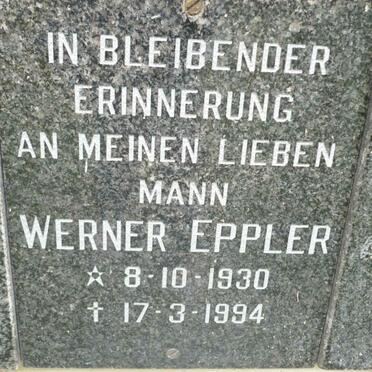 IN BLEIBENDER
ERINNERUNG
AN MEINEN LIEBEN
MANN
WERNER EPPLER
☆ 8-10-1930
✝ 17-3-1994